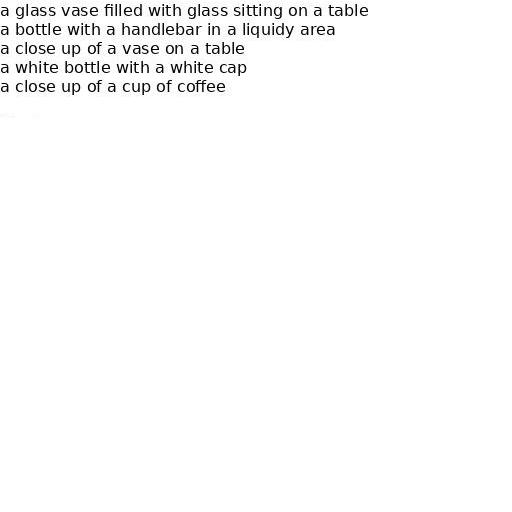 a glass vase filled with glass sitting on a table
a bottle with a handlebar in a liquidy area
a close up of a vase on a table
a white bottle with a white cap
a close up of a cup of coffee